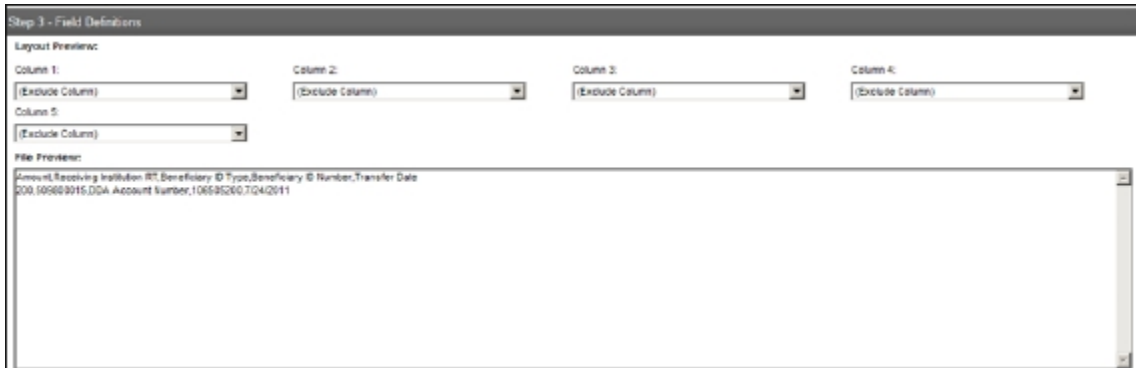 Step 3 - Field Definitions
Layout Preview:
Column 1: Column 2: Column 3: Column 4:
(Exclude Column) (Exclude Column) (Exclude Column) (Exclude Column)
Column 5:
(Exclude Column)
File Preview:
Amount,Receiving Institution RT,Beneficiary ID Type,Beneficiary ID Number,Transfer Date
200,509800015,DDA Account Number,106505200,7/24/2011